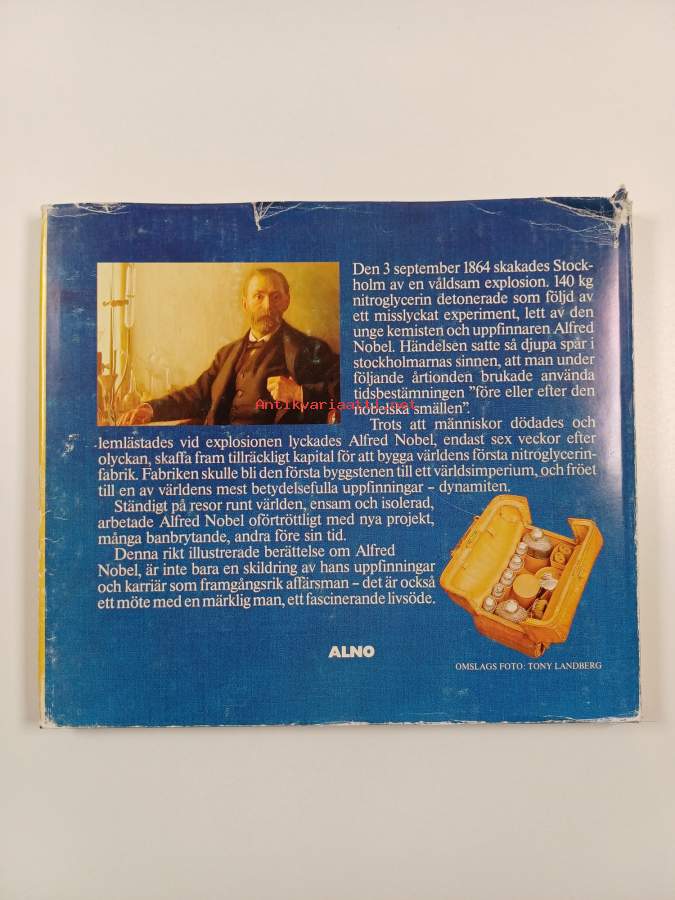 Den 3 september 1864 skakades Stock-
holm av en våldsam explosion. 140 kg
nitroglycerin detonerade som följd av
ett misslyckat experiment, lett av den
unge kemisten och uppfinnaren Alfred
Nobel. Händelsen satte så djupa spår i
stockholmarnas sinnen, att man under
följande årtionden brukade använda
tidsbestämningen "före eller efter den
nobelska smällen".
Trots att människor dödades och
lemlästades vid explosionen lyckades Alfred Nobel, endast sex veckor efter
olyckan, skaffa fram tillräckligt kapital för att bygga världens första nitroglycerin-
fabrik. Fabriken skulle bli den första byggstenen till ett världsimperium, och fröet
till en av världens mest betydelsefulla uppfinningar – dynamiten.
Ständigt på resor runt världen, ensam och isolerad,
arbetade Alfred Nobel oförtröttligt med nya projekt,
många banbrytande, andra före sin tid.
Denna rikt illustrerade berättelse om Alfred
Nobel, är inte bara en skildring av hans uppfinningar
och karriär som framgångsrik affärsman – det är också
ett möte med en märklig man, ett fascinerande livsöde.
ALNO
OMSLAGS FOTO: TONY LANDBERG
Antikvariaatti.net